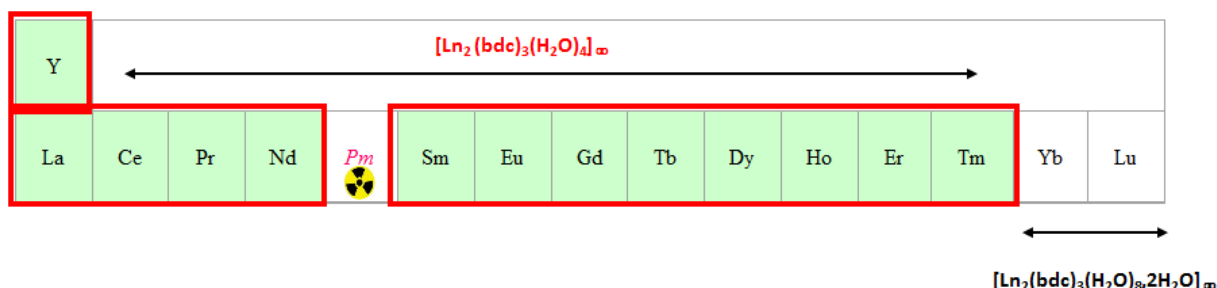 [Ln₂(bdc)₃(H₂O)₄]∞
Y
La Ce Pr Nd Pm Sm Eu Gd Tb Dy Ho Er Tm Yb Lu
[Ln₂(bdc)₃(H₂O)₈,2H₂O]∞